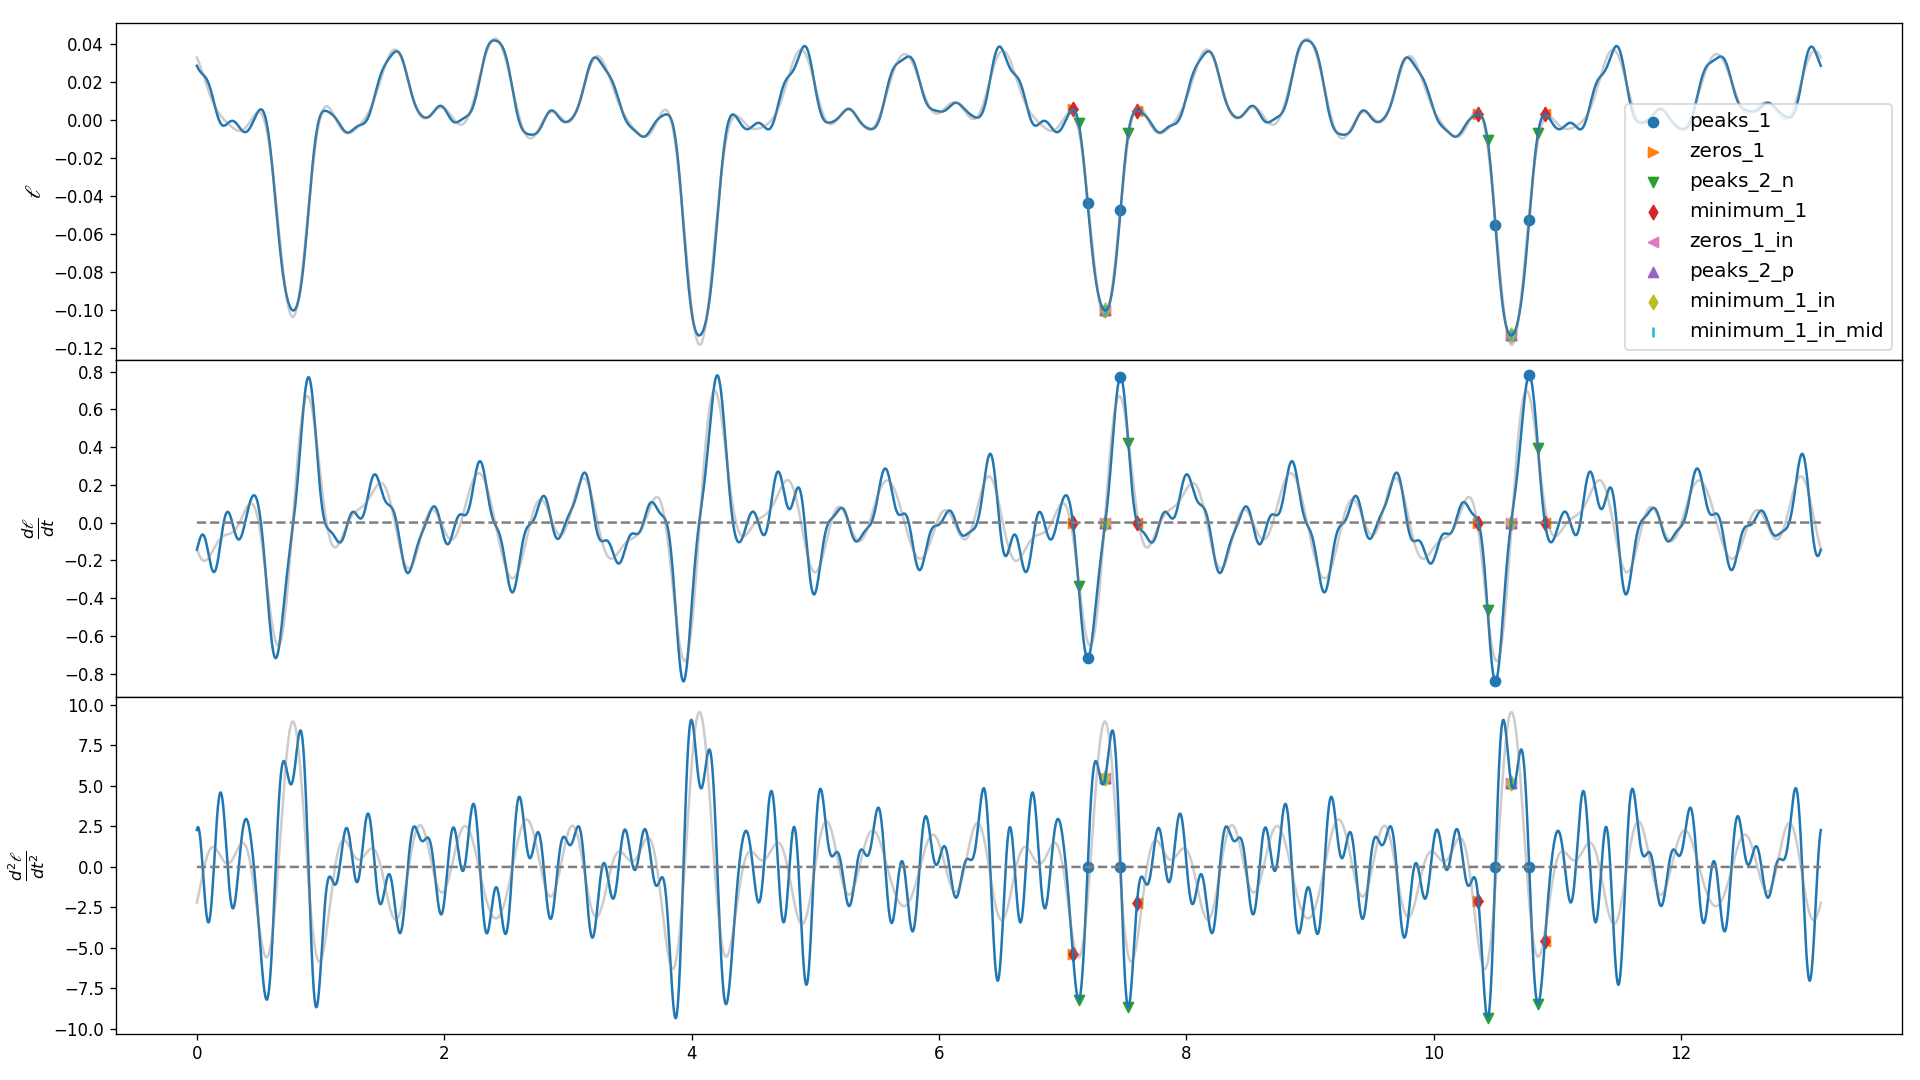 0.04
0.02
0.00
−0.02
−0.04
−0.06
−0.08
−0.10
−0.12
ℓ
peaks_1
zeros_1
peaks_2_n
minimum_1
zeros_1_in
peaks_2_p
minimum_1_in
minimum_1_in_mid
0.8
0.6
0.4
0.2
0.0
−0.2
−0.4
−0.6
−0.8
dℓ
dt
10.0
7.5
5.0
2.5
0.0
−2.5
−5.0
−7.5
−10.0
d²ℓ
dt²
0 2 4 6 8 10 12